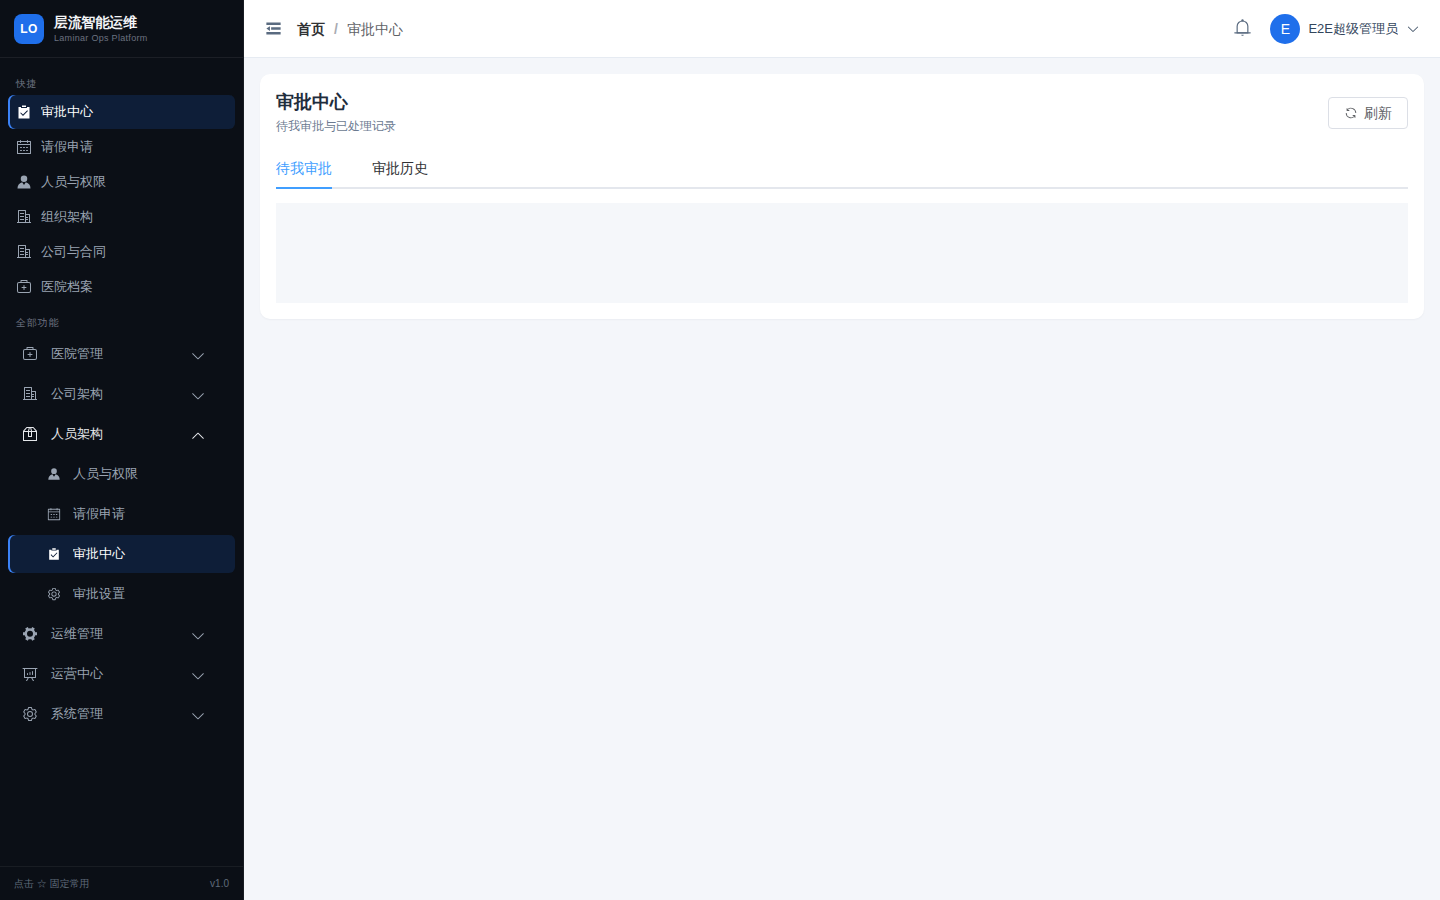 LO
层流智能运维
Laminar Ops Platform
快捷
审批中心
请假申请
人员与权限
组织架构
公司与合同
医院档案
全部功能
医院管理
公司架构
人员架构
人员与权限
请假申请
审批中心
审批设置
运维管理
运营中心
系统管理
点击 ☆ 固定常用 v1.0
首页 / 审批中心
E E2E超级管理员
审批中心
待我审批与已处理记录
刷新
待我审批 审批历史